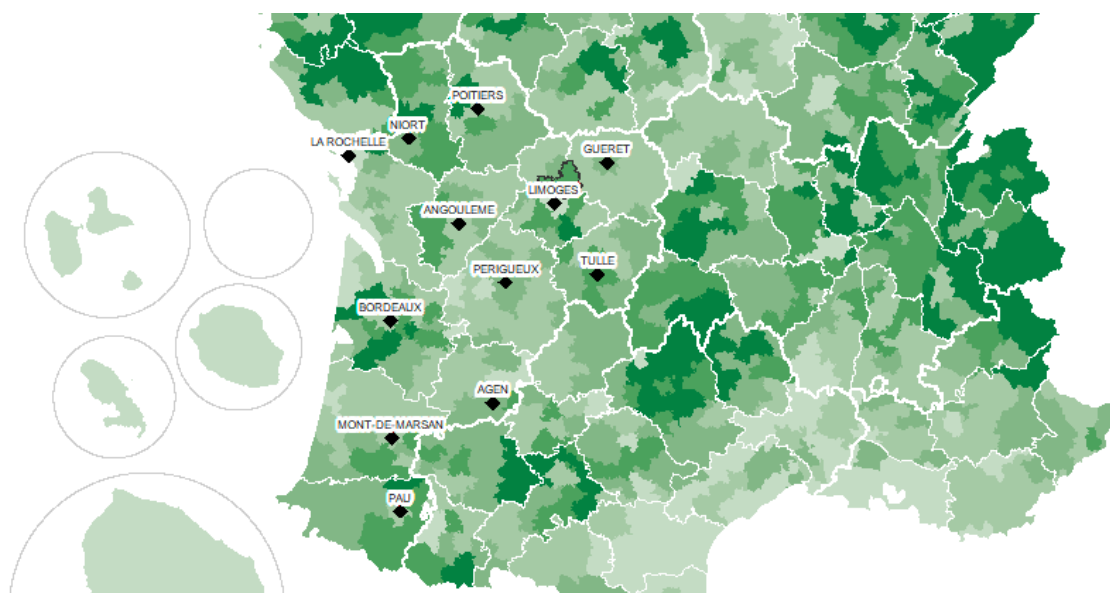 POITIERS
NIORT
LA ROCHELLE
GUERET
LIMOGES
ANGOULEME
TULLE
PERIGUEUX
BORDEAUX
AGEN
MONT-DE-MARSAN
PAU